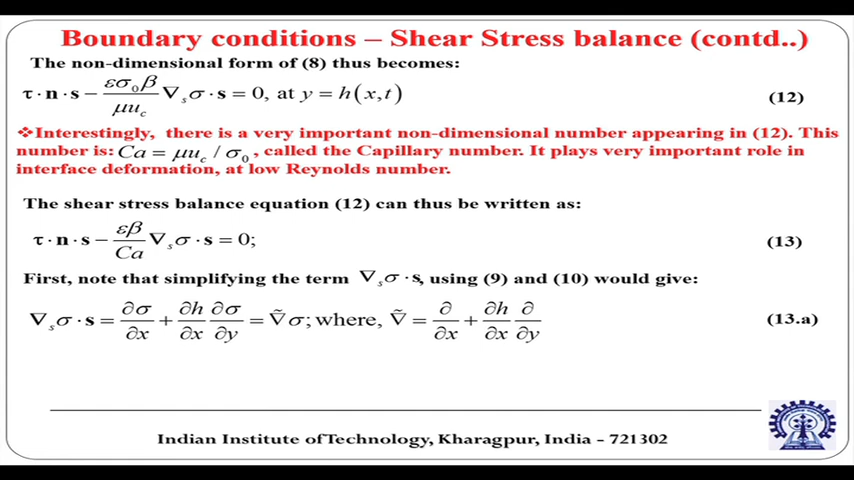 Boundary conditions – Shear Stress balance (contd..)
The non-dimensional form of (8) thus becomes:
τ · n · s − (εσ₀β / μu_c) ∇ₛσ · s = 0, at y = h(x,t) (12)
❖Interestingly, there is a very important non-dimensional number appearing in (12). This
number is: Ca = μu_c / σ₀ , called the Capillary number. It plays very important role in
interface deformation, at low Reynolds number.
The shear stress balance equation (12) can thus be written as:
τ · n · s − (εβ / Ca) ∇ₛσ · s = 0; (13)
First, note that simplifying the term ∇ₛσ · s, using (9) and (10) would give:
∇ₛσ · s = ∂σ/∂x + ∂h/∂x ∂σ/∂y = ∇̃σ; where, ∇̃ = ∂/∂x + ∂h/∂x ∂/∂y (13.a)
Indian Institute of Technology, Kharagpur, India - 721302